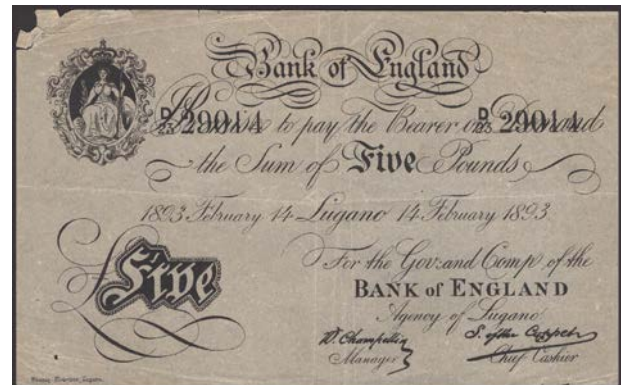 Bank of England
D/23 29014 to pay the Bearer on Demand D/23 29014
the Sum of Five Pounds
1893 February 14 Lugano 14 February 1893
For the Gov: and Comp. of the
Five
BANK of ENGLAND
Agency of Lugano
Manager
Chief Cashier